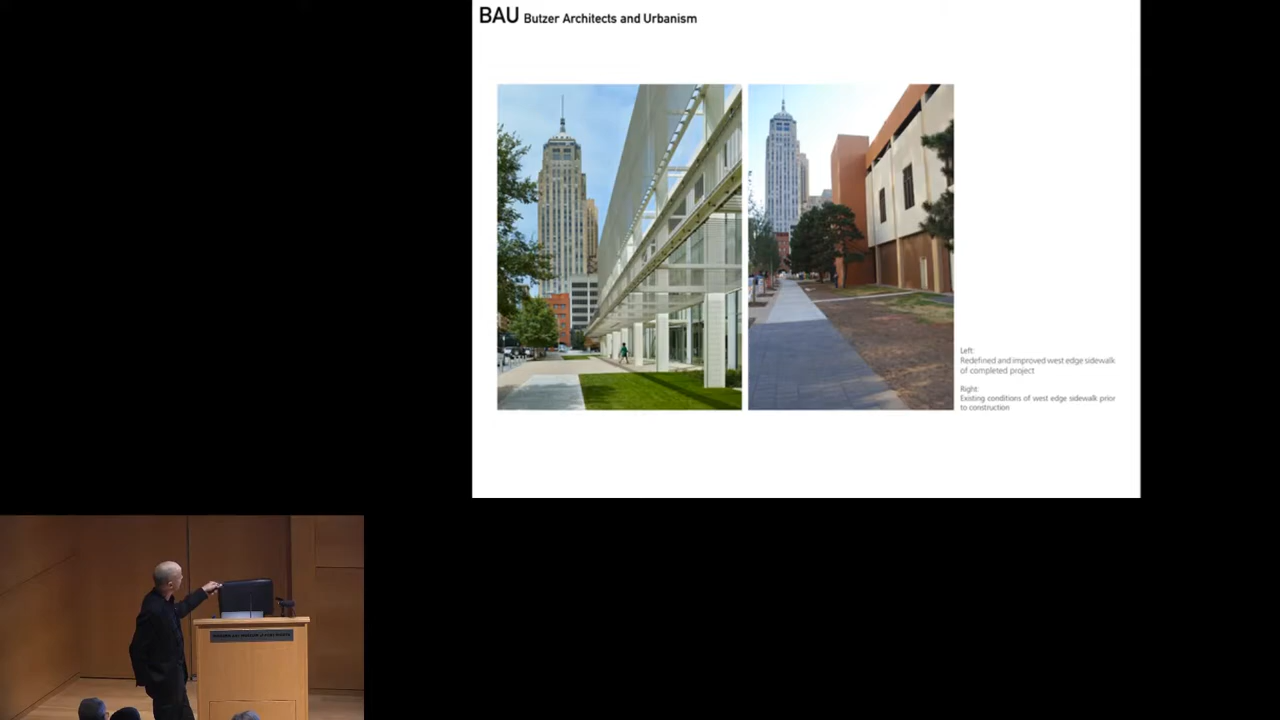 BAU Butzer Architects and Urbanism
Left:
Redefined and improved west edge sidewalk
of completed project
Right:
Existing conditions of west edge sidewalk prior
to construction